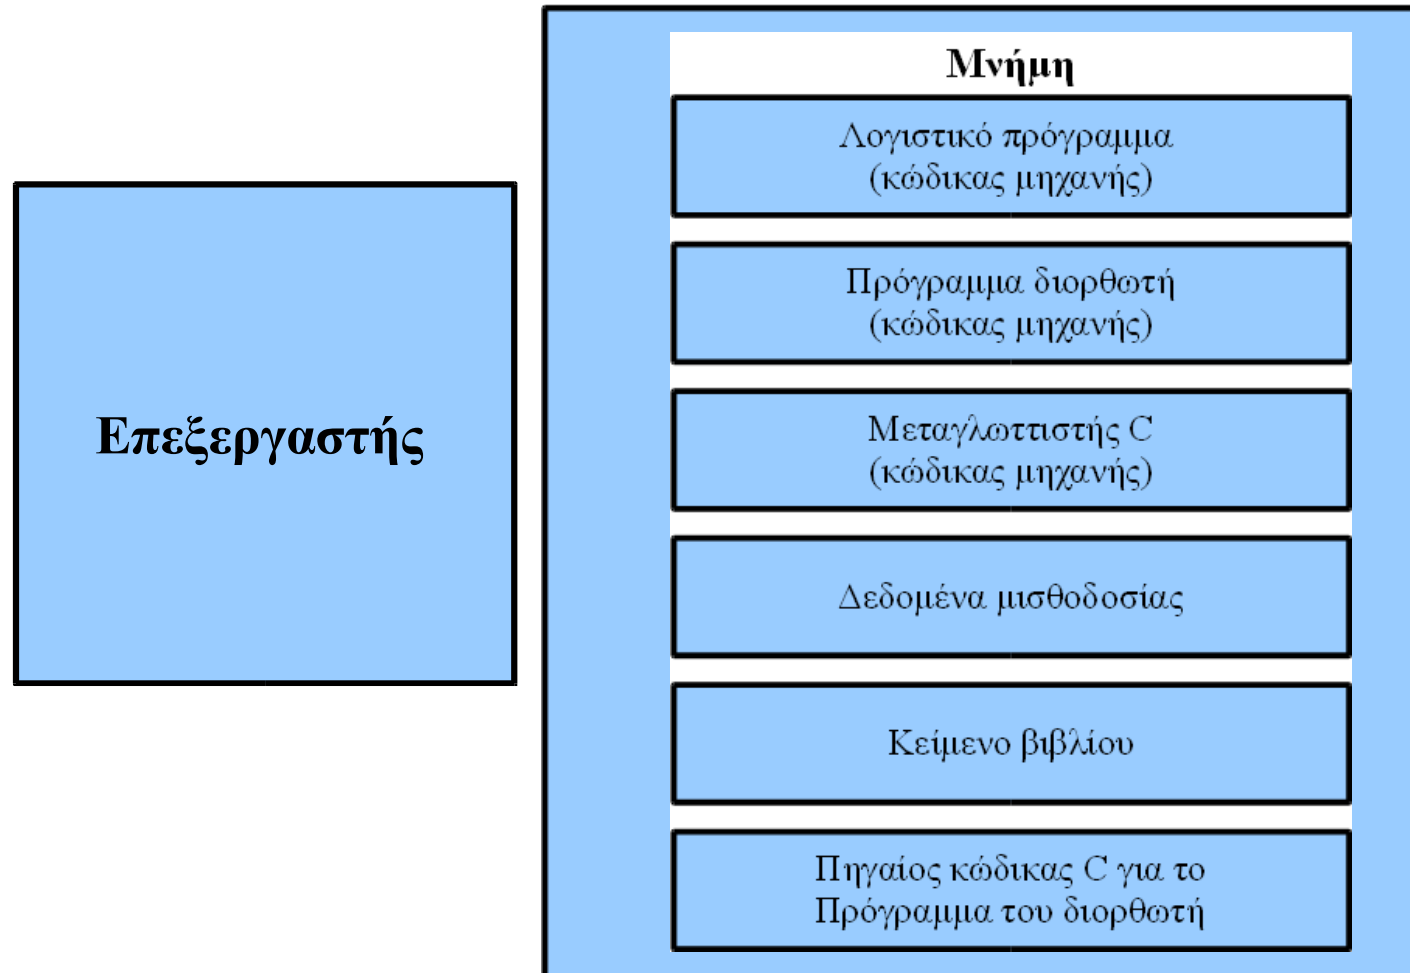 Επεξεργαστής
Μνήμη
Λογιστικό πρόγραμμα
(κώδικας μηχανής)
Πρόγραμμα διορθωτή
(κώδικας μηχανής)
Μεταγλωττιστής C
(κώδικας μηχανής)
Δεδομένα μισθοδοσίας
Κείμενο βιβλίου
Πηγαίος κώδικας C για το
Πρόγραμμα του διορθωτή